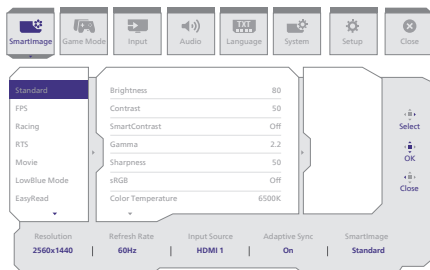 SmartImage
Game Mode
Input
Audio
TXT
Language
System
Setup
Close
Standard
FPS
Racing
RTS
Movie
LowBlue Mode
EasyRead
Brightness 80
Contrast 50
SmartContrast Off
Gamma 2.2
Sharpness 50
sRGB Off
Color Temperature 6500K
Select
OK
Close
Resolution Refresh Rate Input Source Adaptive Sync SmartImage
2560x1440 | 60Hz | HDMI 1 | On | Standard